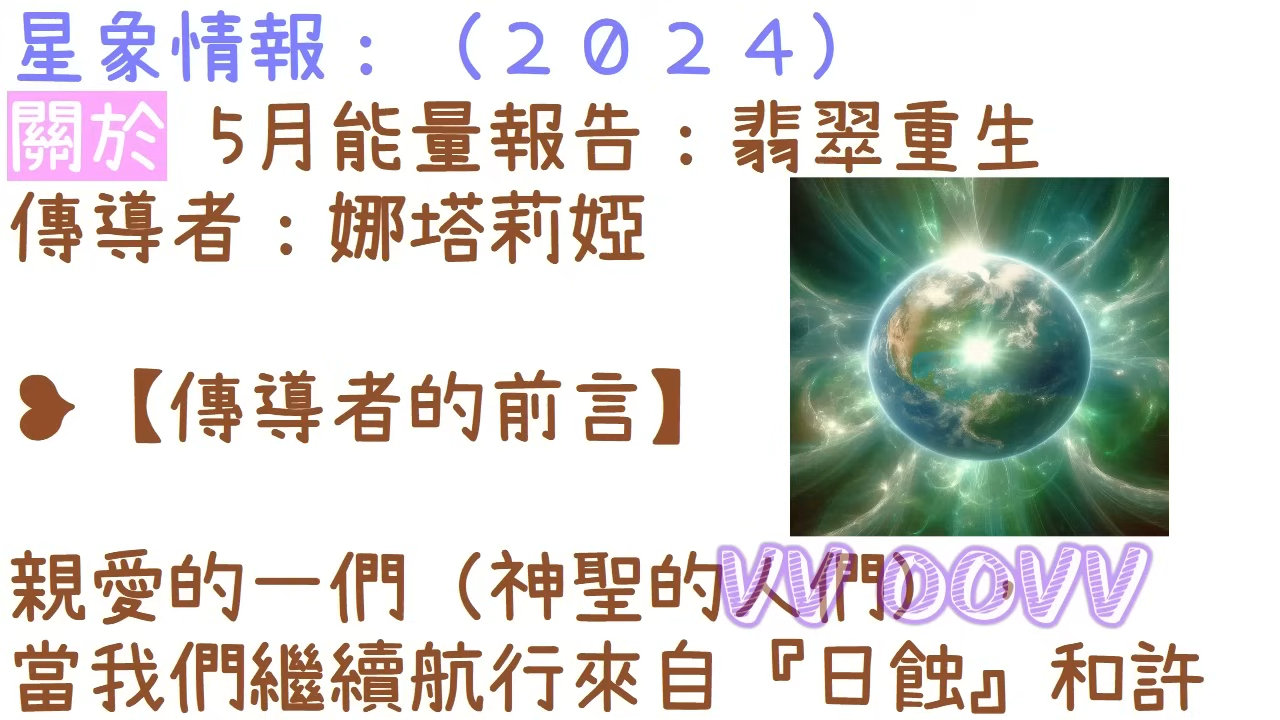 星象情報：（２０２４）
關於 5月能量報告：翡翠重生
傳導者：娜塔莉婭
❥【傳導者的前言】
親愛的一們（神聖的人們），
VV OOVV
當我們繼續航行來自『日蝕』和許